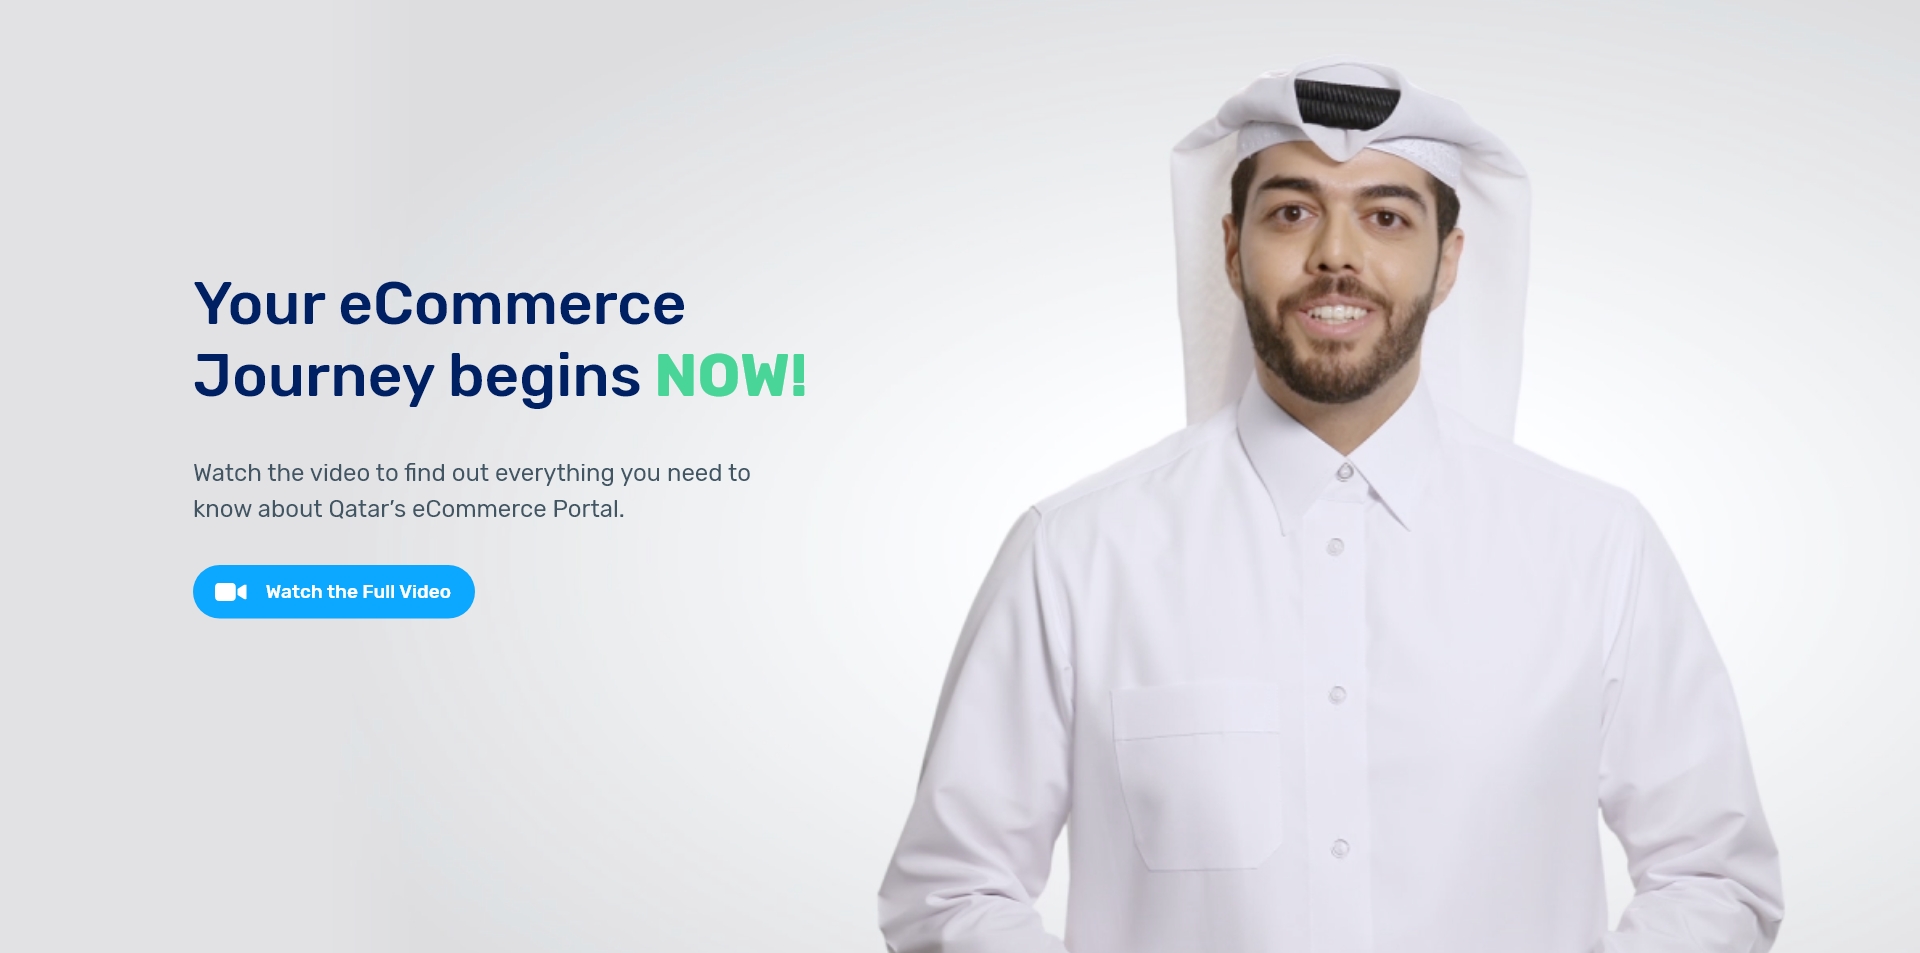 Your eCommerce
Journey begins NOW!
Watch the video to find out everything you need to
know about Qatar’s eCommerce Portal.
Watch the Full Video